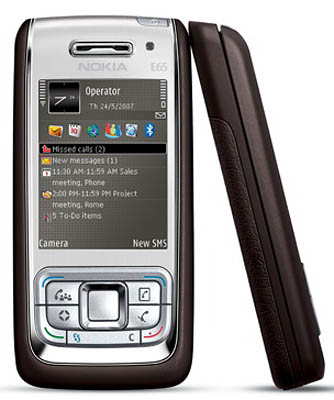 NOKIA E65
Operator
Th 24/5/2007
Missed calls (2)
New messages (1)
11:30 AM-11:59 AM Sales
meeting, Phone
2:00 PM-11:59 PM Project
meeting, Rome
5 To-Do items
Camera New SMS
C